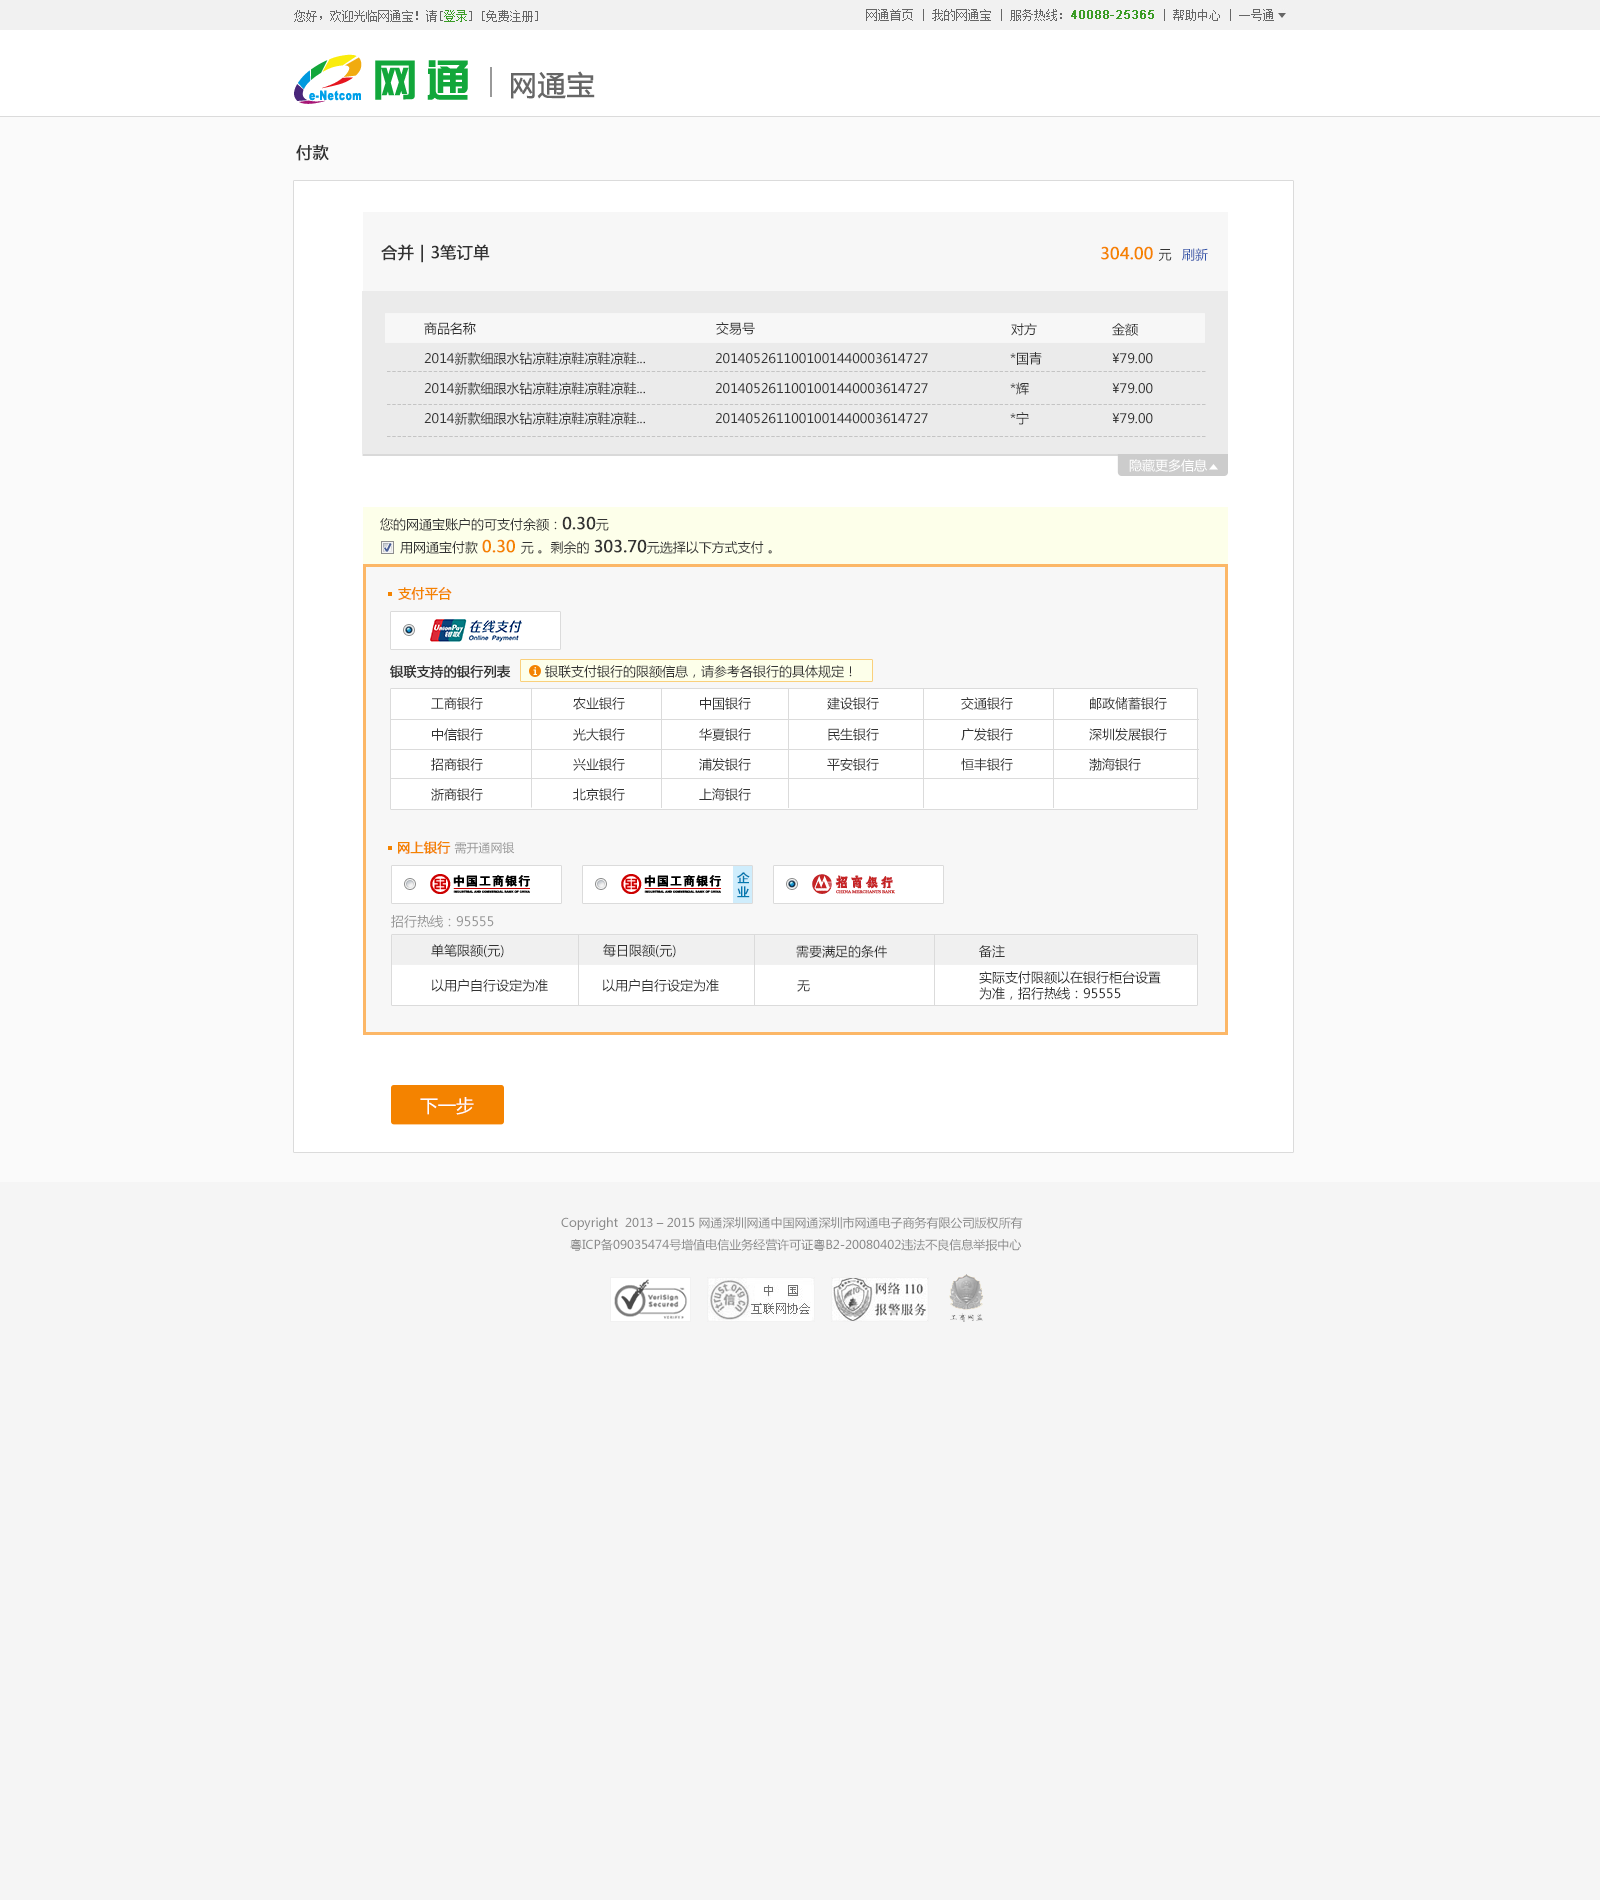 您好，欢迎光临网通宝！请[登录] [免费注册]
网通首页 | 我的网通宝 | 服务热线：40088-25365 | 帮助中心 | 一号通
e-Netcom 网通 | 网通宝
付款
合并 | 3笔订单
304.00 元 刷新
商品名称 交易号 对方 金额
2014新款细跟水钻凉鞋凉鞋凉鞋凉鞋... 2014052611001001440003614727 *国青 ¥79.00
2014新款细跟水钻凉鞋凉鞋凉鞋凉鞋... 2014052611001001440003614727 *辉 ¥79.00
2014新款细跟水钻凉鞋凉鞋凉鞋凉鞋... 2014052611001001440003614727 *宁 ¥79.00
隐藏更多信息
您的网通宝账户的可支付余额：0.30元
用网通宝付款 0.30 元 。剩余的 303.70元选择以下方式支付 。
支付平台
UnionPay 银联 在线支付 Online Payment
银联支持的银行列表 银联支付银行的限额信息，请参考各银行的具体规定！
工商银行 农业银行 中国银行 建设银行 交通银行 邮政储蓄银行
中信银行 光大银行 华夏银行 民生银行 广发银行 深圳发展银行
招商银行 兴业银行 浦发银行 平安银行 恒丰银行 渤海银行
浙商银行 北京银行 上海银行
网上银行 需开通网银
中国工商银行 INDUSTRIAL AND COMMERCIAL BANK OF CHINA
中国工商银行 INDUSTRIAL AND COMMERCIAL BANK OF CHINA 企业
招商银行 CHINA MERCHANTS BANK
招行热线：95555
单笔限额(元) 每日限额(元) 需要满足的条件 备注
以用户自行设定为准 以用户自行设定为准 无 实际支付限额以在银行柜台设置
为准，招行热线：95555
下一步
Copyright 2013 – 2015 网通深圳网通中国网通深圳市网通电子商务有限公司版权所有
粤ICP备09035474号增值电信业务经营许可证粤B2-20080402违法不良信息举报中心
VeriSign Secured
trust.org.cn 信 中 国
互联网协会
网络 110
报警服务
工商网监